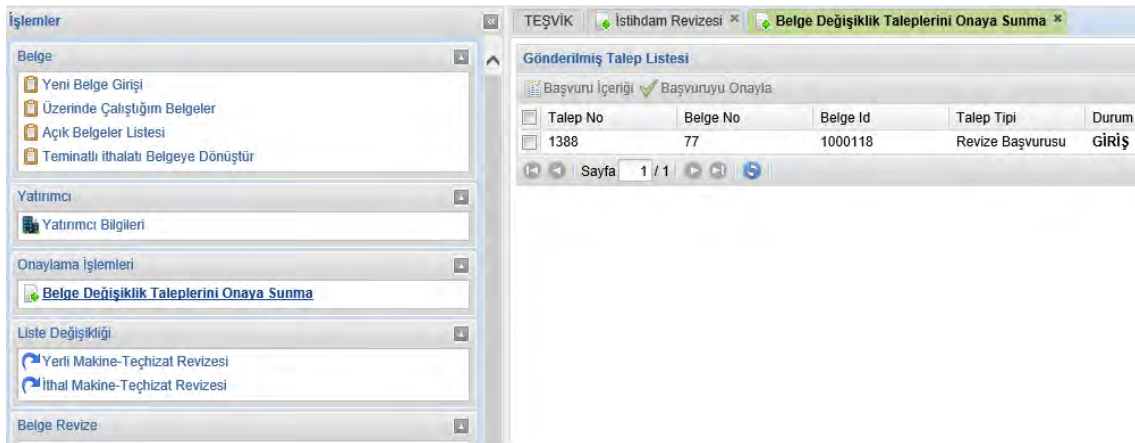 İşlemler
Belge
Yeni Belge Girişi
Üzerinde Çalıştığım Belgeler
Açık Belgeler Listesi
Teminatlı ithalatı Belgeye Dönüştür
Yatırımcı
Yatırımcı Bilgileri
Onaylama İşlemleri
Belge Değişiklik Taleplerini Onaya Sunma
Liste Değişikliği
Yerli Makine-Teçhizat Revizesi
İthal Makine-Teçhizat Revizesi
Belge Revize
TEŞVİK İstihdam Revizesi Belge Değişiklik Taleplerini Onaya Sunma
Gönderilmiş Talep Listesi
Başvuru İçeriği Başvuruyu Onayla
Talep No Belge No Belge Id Talep Tipi Durum
1388 77 1000118 Revize Başvurusu GİRİŞ
Sayfa 1 / 1